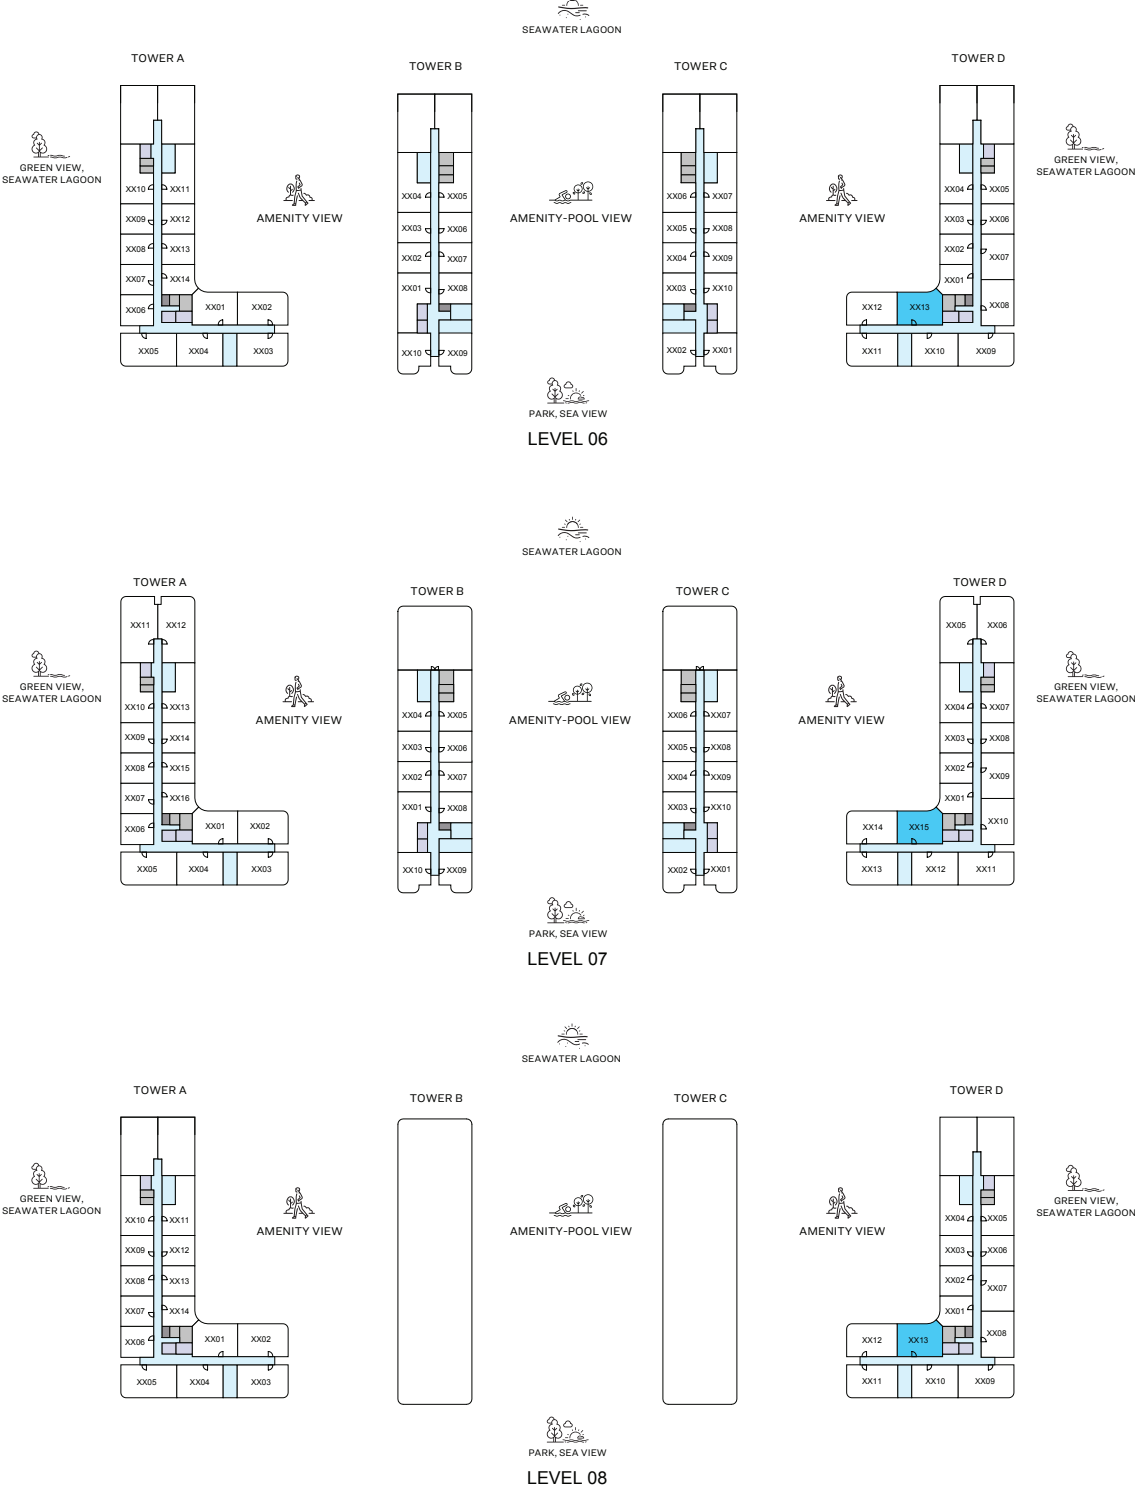 SEAWATER LAGOON
TOWER A
TOWER B
TOWER C
TOWER D
GREEN VIEW,
SEAWATER LAGOON
AMENITY VIEW
AMENITY-POOL VIEW
AMENITY VIEW
GREEN VIEW,
SEAWATER LAGOON
XX10 XX11
XX09 XX12
XX08 XX13
XX07 XX14
XX06 XX01 XX02
XX05 XX04 XX03
XX04 XX05
XX03 XX06
XX02 XX07
XX01 XX08
XX10 XX09
XX06 XX07
XX05 XX08
XX04 XX09
XX03 XX10
XX02 XX01
XX04 XX05
XX03 XX06
XX02 XX07
XX01
XX12 XX13 XX08
XX11 XX10 XX09
PARK, SEA VIEW
LEVEL 06
SEAWATER LAGOON
TOWER A
TOWER B
TOWER C
TOWER D
GREEN VIEW,
SEAWATER LAGOON
AMENITY VIEW
AMENITY-POOL VIEW
AMENITY VIEW
GREEN VIEW,
SEAWATER LAGOON
XX11 XX12
XX10 XX13
XX09 XX14
XX08 XX15
XX07 XX16
XX06 XX01 XX02
XX05 XX04 XX03
XX04 XX05
XX03 XX06
XX02 XX07
XX01 XX08
XX10 XX09
XX06 XX07
XX05 XX08
XX04 XX09
XX03 XX10
XX02 XX01
XX05 XX06
XX04 XX07
XX03 XX08
XX02 XX09
XX01
XX14 XX15 XX10
XX13 XX12 XX11
PARK, SEA VIEW
LEVEL 07
SEAWATER LAGOON
TOWER A
TOWER B
TOWER C
TOWER D
GREEN VIEW,
SEAWATER LAGOON
AMENITY VIEW
AMENITY-POOL VIEW
AMENITY VIEW
GREEN VIEW,
SEAWATER LAGOON
XX10 XX11
XX09 XX12
XX08 XX13
XX07 XX14
XX06 XX01 XX02
XX05 XX04 XX03
XX04 XX05
XX03 XX06
XX02 XX07
XX01
XX12 XX13 XX08
XX11 XX10 XX09
PARK, SEA VIEW
LEVEL 08